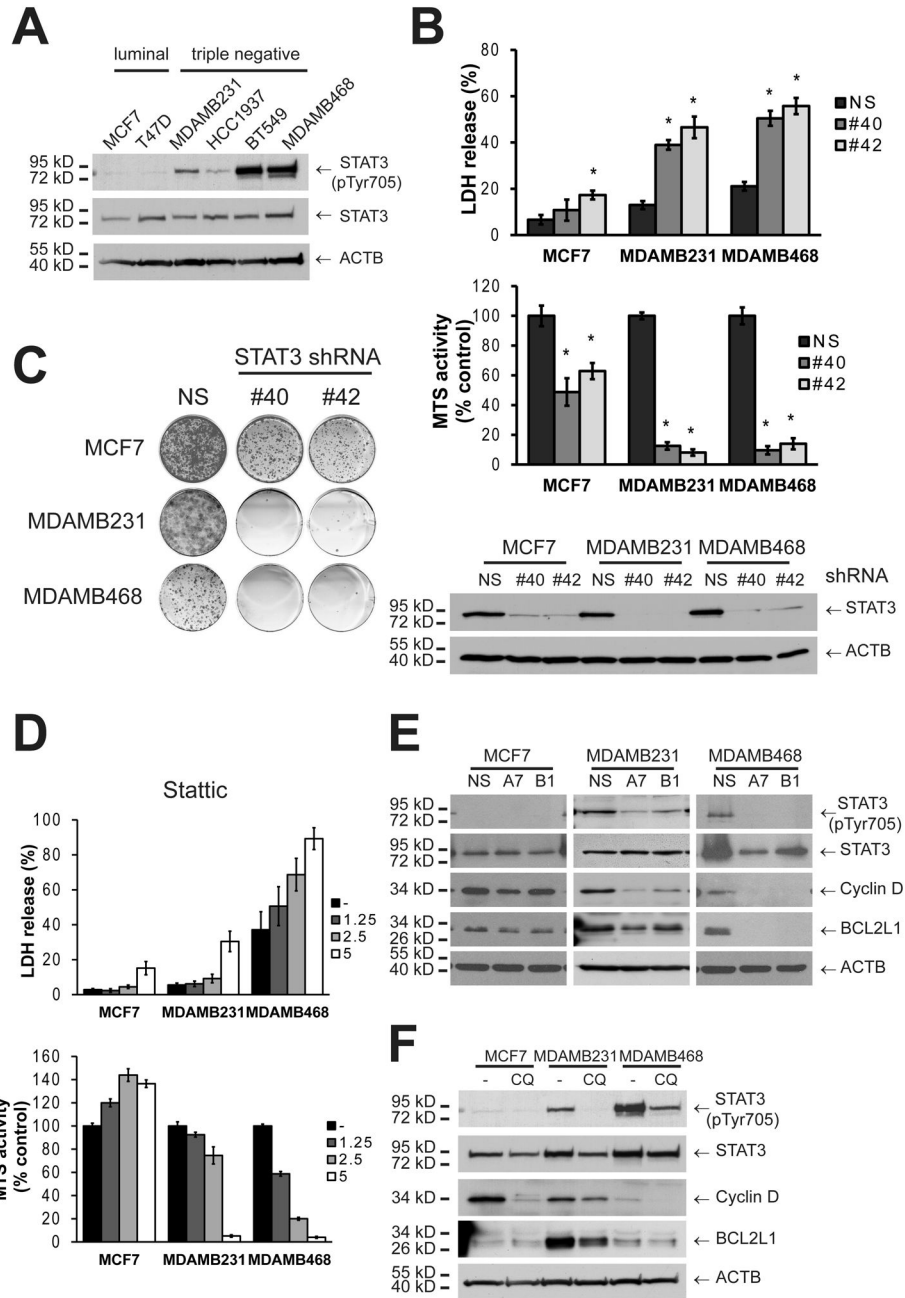 A
luminal triple negative
MCF7 T47D MDAMB231 HCC1937 BT549 MDAMB468
95 kD
72 kD
← STAT3
(pTyr705)
95 kD
72 kD
← STAT3
55 kD
40 kD
← ACTB
B
LDH release (%)
80
60
40
20
0
* * * * *
NS
#40
#42
MCF7 MDAMB231 MDAMB468
MTS activity
(% control)
120
100
80
60
40
20
0
* * * * * *
NS
#40
#42
MCF7 MDAMB231 MDAMB468
MCF7 MDAMB231 MDAMB468
NS #40 #42 NS #40 #42 NS #40 #42 shRNA
95 kD
72 kD
← STAT3
55 kD
40 kD
← ACTB
C
STAT3 shRNA
NS #40 #42
MCF7
MDAMB231
MDAMB468
D
Stattic
LDH release (%)
100
80
60
40
20
0
-
1.25
2.5
5
MCF7 MDAMB231 MDAMB468
MTS activity
(% control)
160
140
120
100
80
60
40
20
0
-
1.25
2.5
5
MCF7 MDAMB231 MDAMB468
E
MCF7 MDAMB231 MDAMB468
NS A7 B1 NS A7 B1 NS A7 B1
95 kD
72 kD
← STAT3
(pTyr705)
95 kD
72 kD
← STAT3
34 kD
← Cyclin D
34 kD
26 kD
← BCL2L1
55 kD
40 kD
← ACTB
F
MCF7 MDAMB231 MDAMB468
- CQ - CQ - CQ
95 kD
72 kD
← STAT3
(pTyr705)
95 kD
72 kD
← STAT3
34 kD
← Cyclin D
34 kD
26 kD
← BCL2L1
55 kD
40 kD
← ACTB